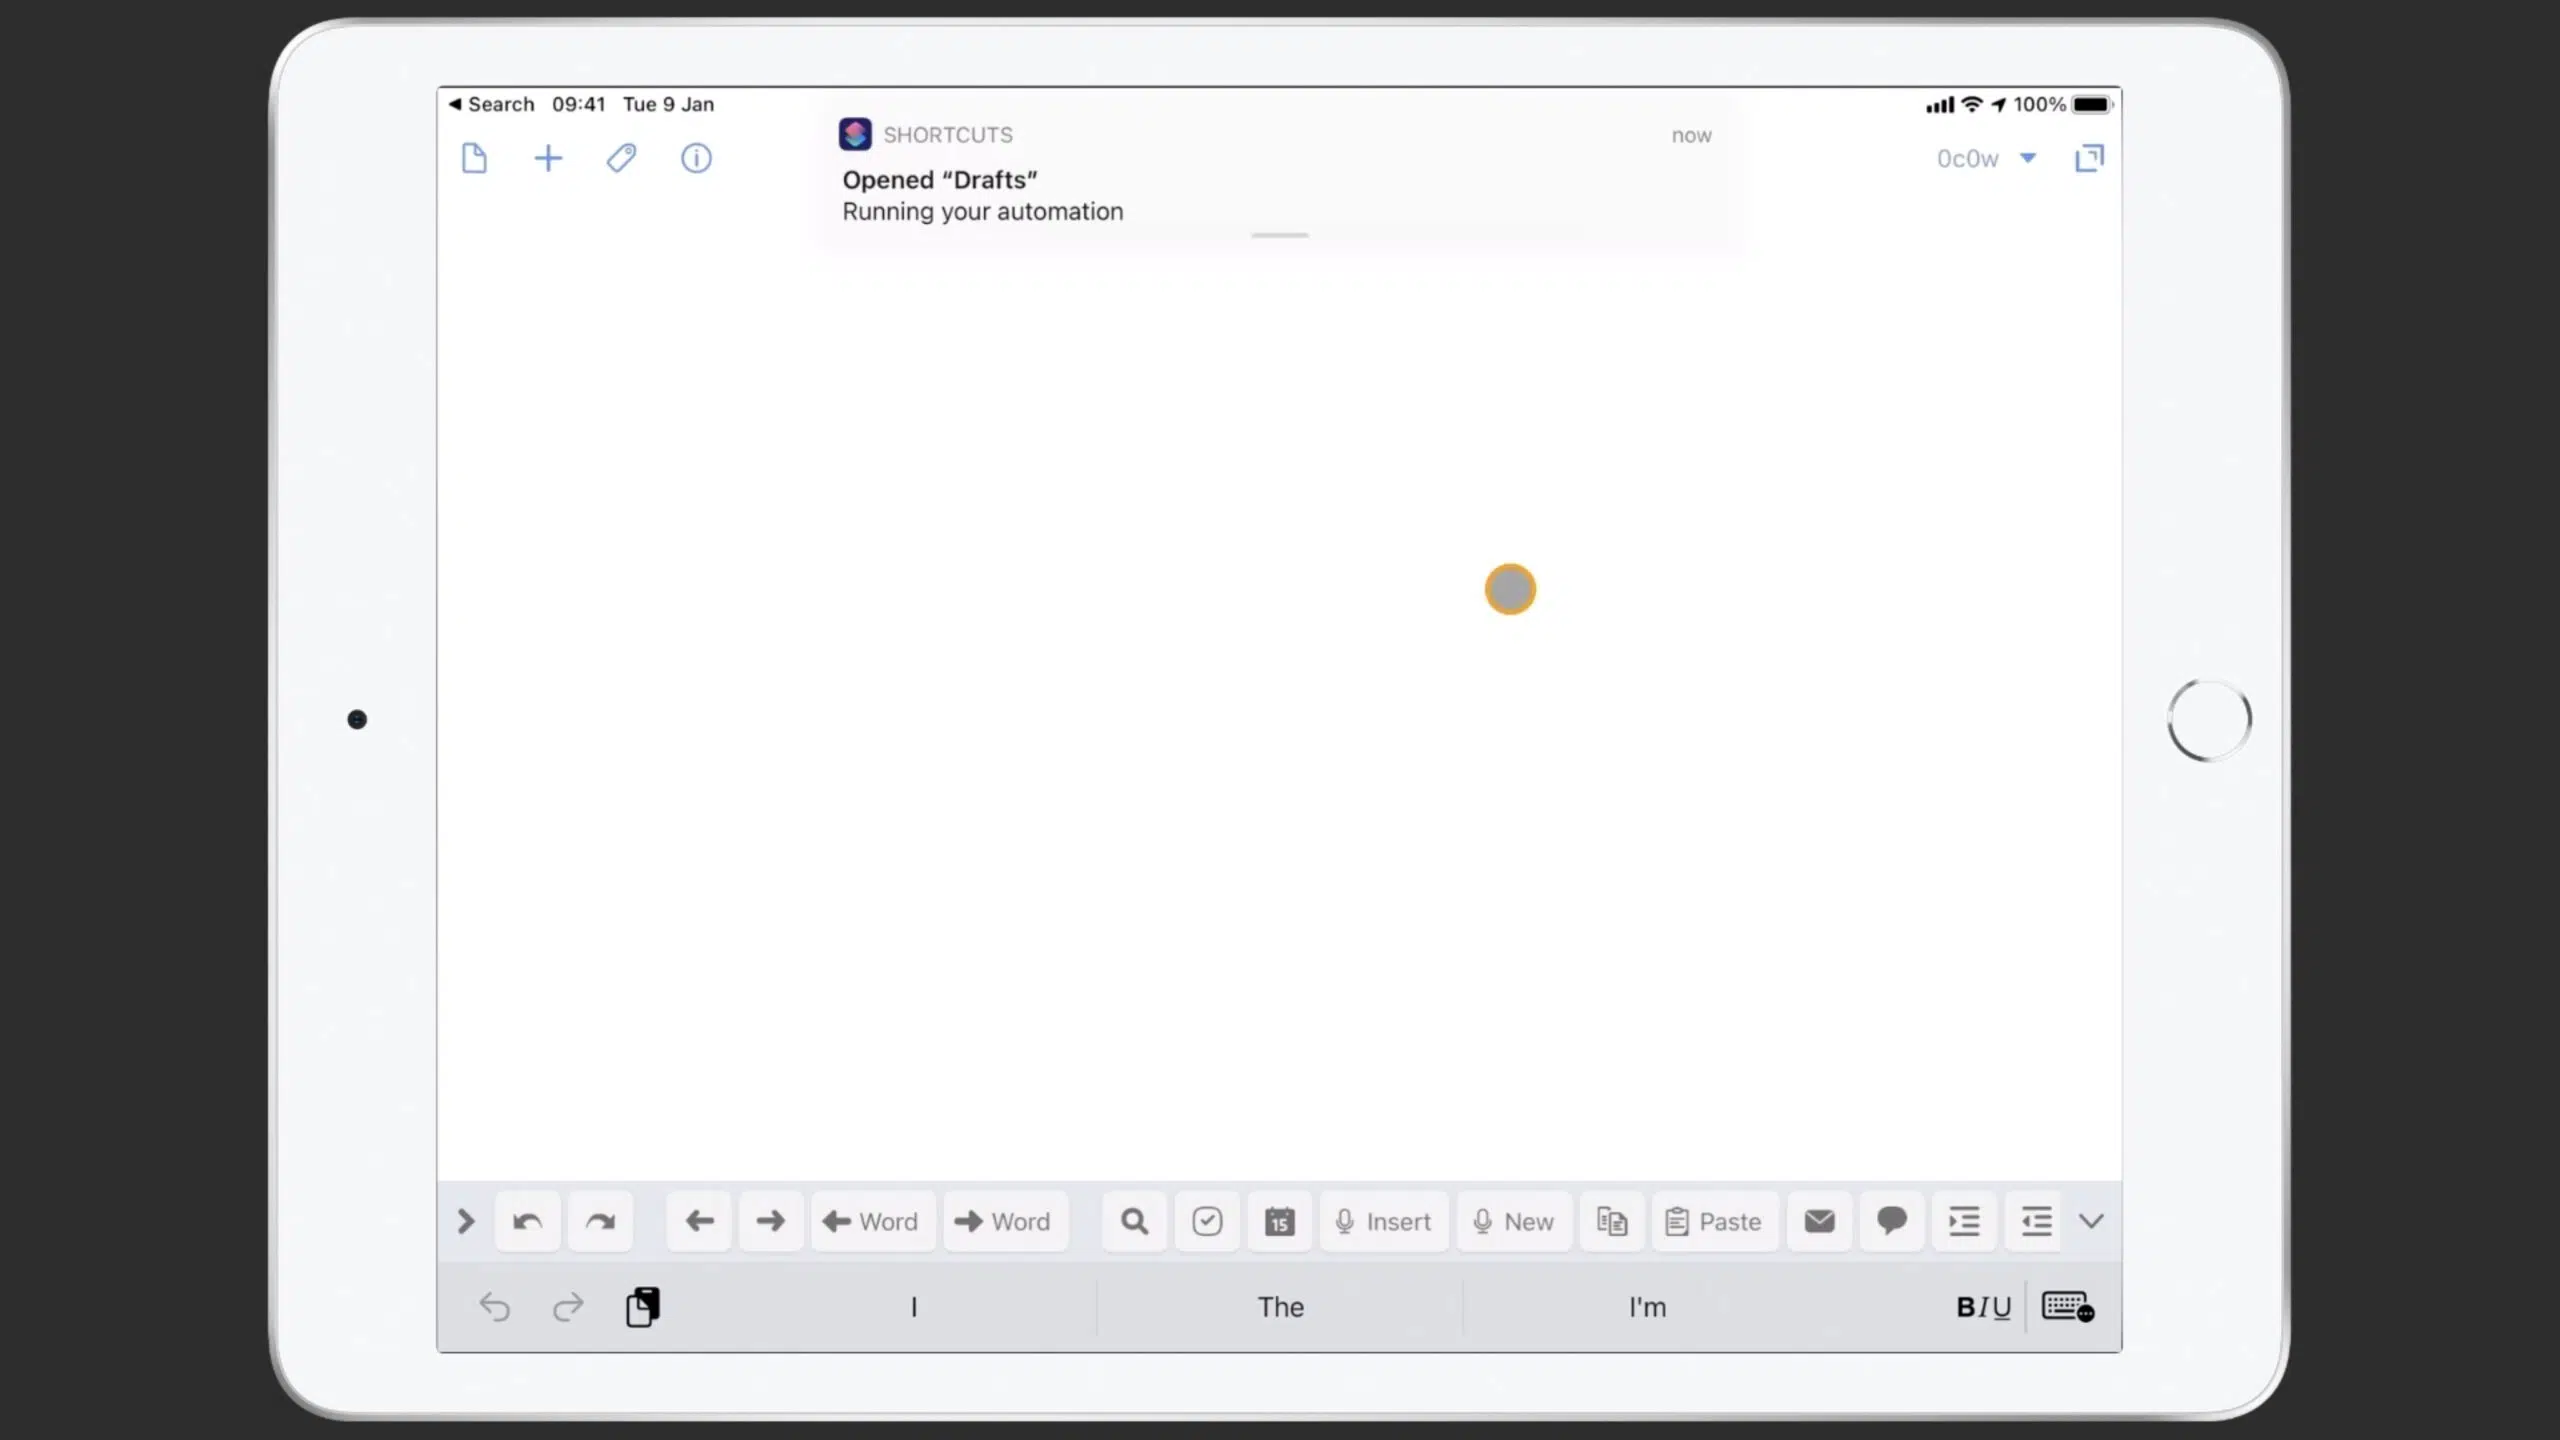 Search 09:41 Tue 9 Jan
100%
SHORTCUTS now
Opened “Drafts”
Running your automation
0c0w
Word Word 15 Insert New Paste
I The I'm BIU